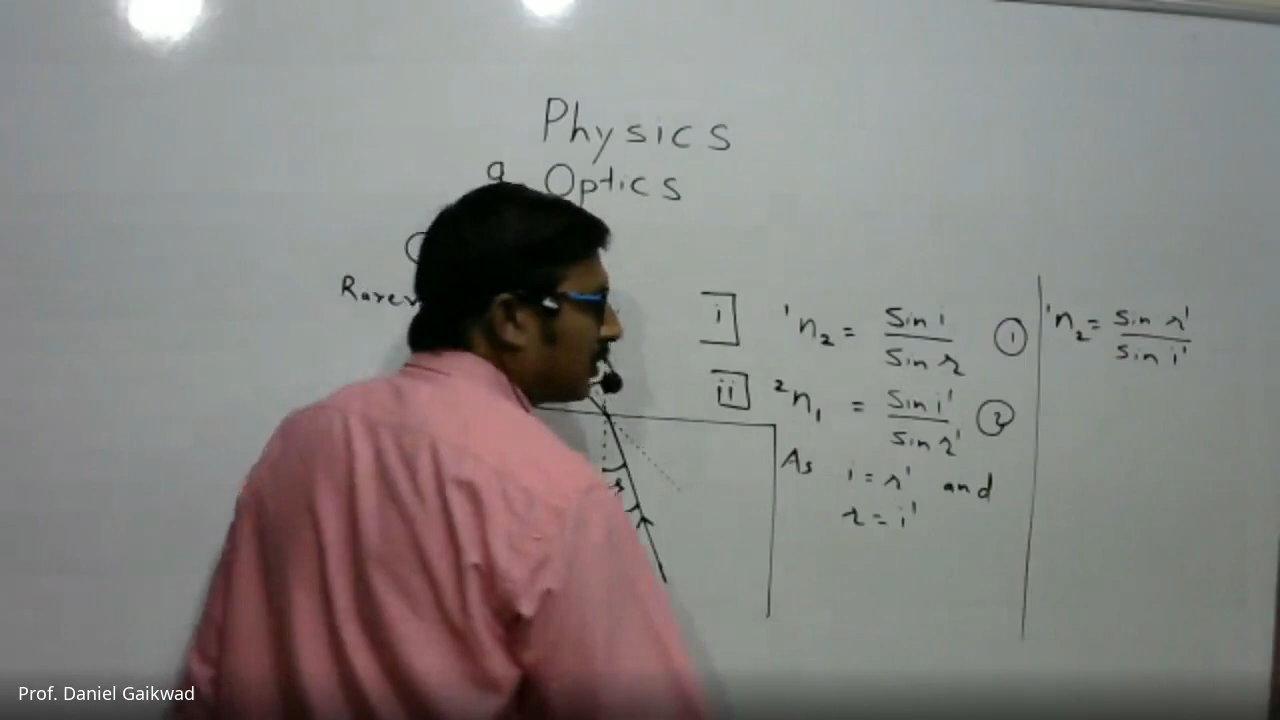 Physics
9 Optics
Rarer
i ¹n₂ = Sin i / Sin r ①
ii ²n₁ = Sin i' / Sin r' ②
As i = r' and
r = i'
¹n₂ = Sin r' / Sin i'
r
Prof. Daniel Gaikwad